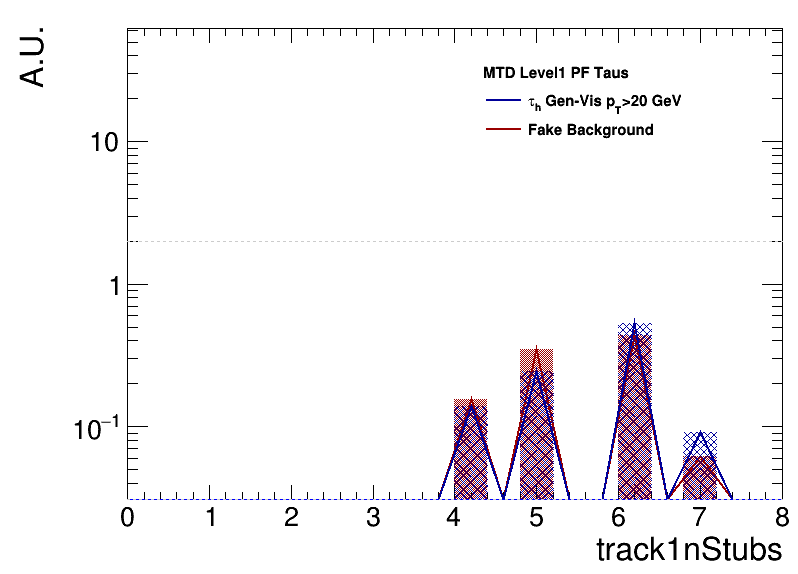 A.U.
MTD Level1 PF Taus
τh Gen-Vis pT>20 GeV
Fake Background
10
1
10−1
0 1 2 3 4 5 6 7 8
track1nStubs